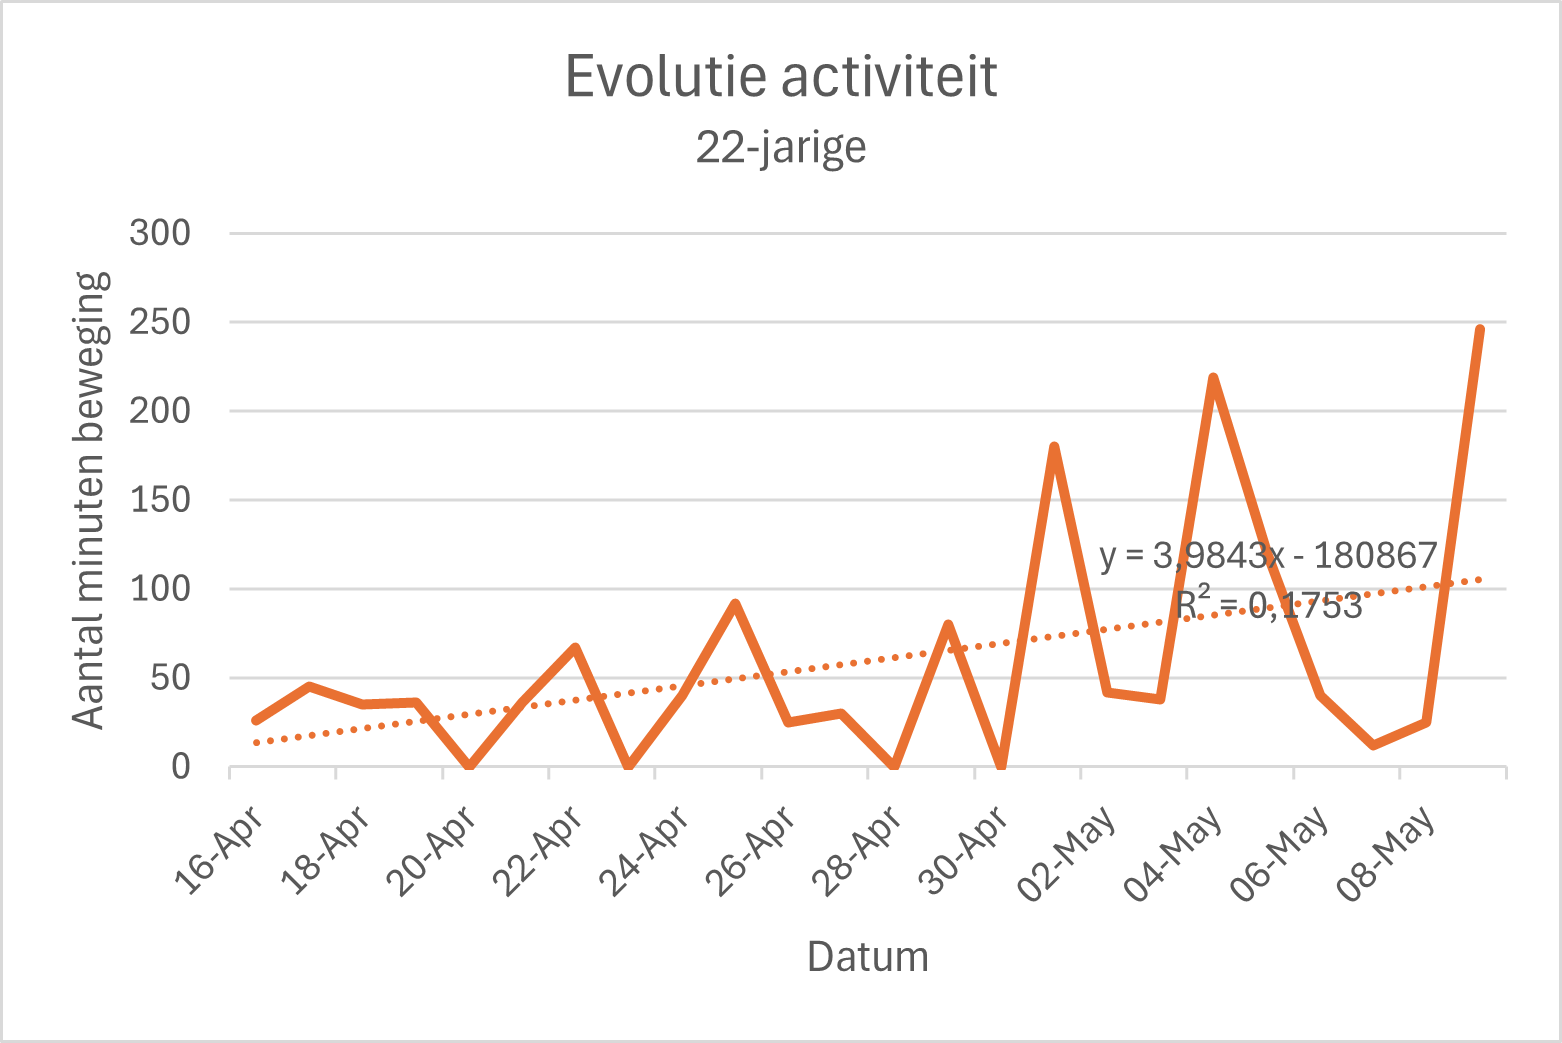 Evolutie activiteit
22-jarige
Aantal minuten beweging
300
250
200
150
100
50
0
y = 3,9843x - 180867
R² = 0,1753
16-Apr
18-Apr
20-Apr
22-Apr
24-Apr
26-Apr
28-Apr
30-Apr
02-May
04-May
06-May
08-May
Datum